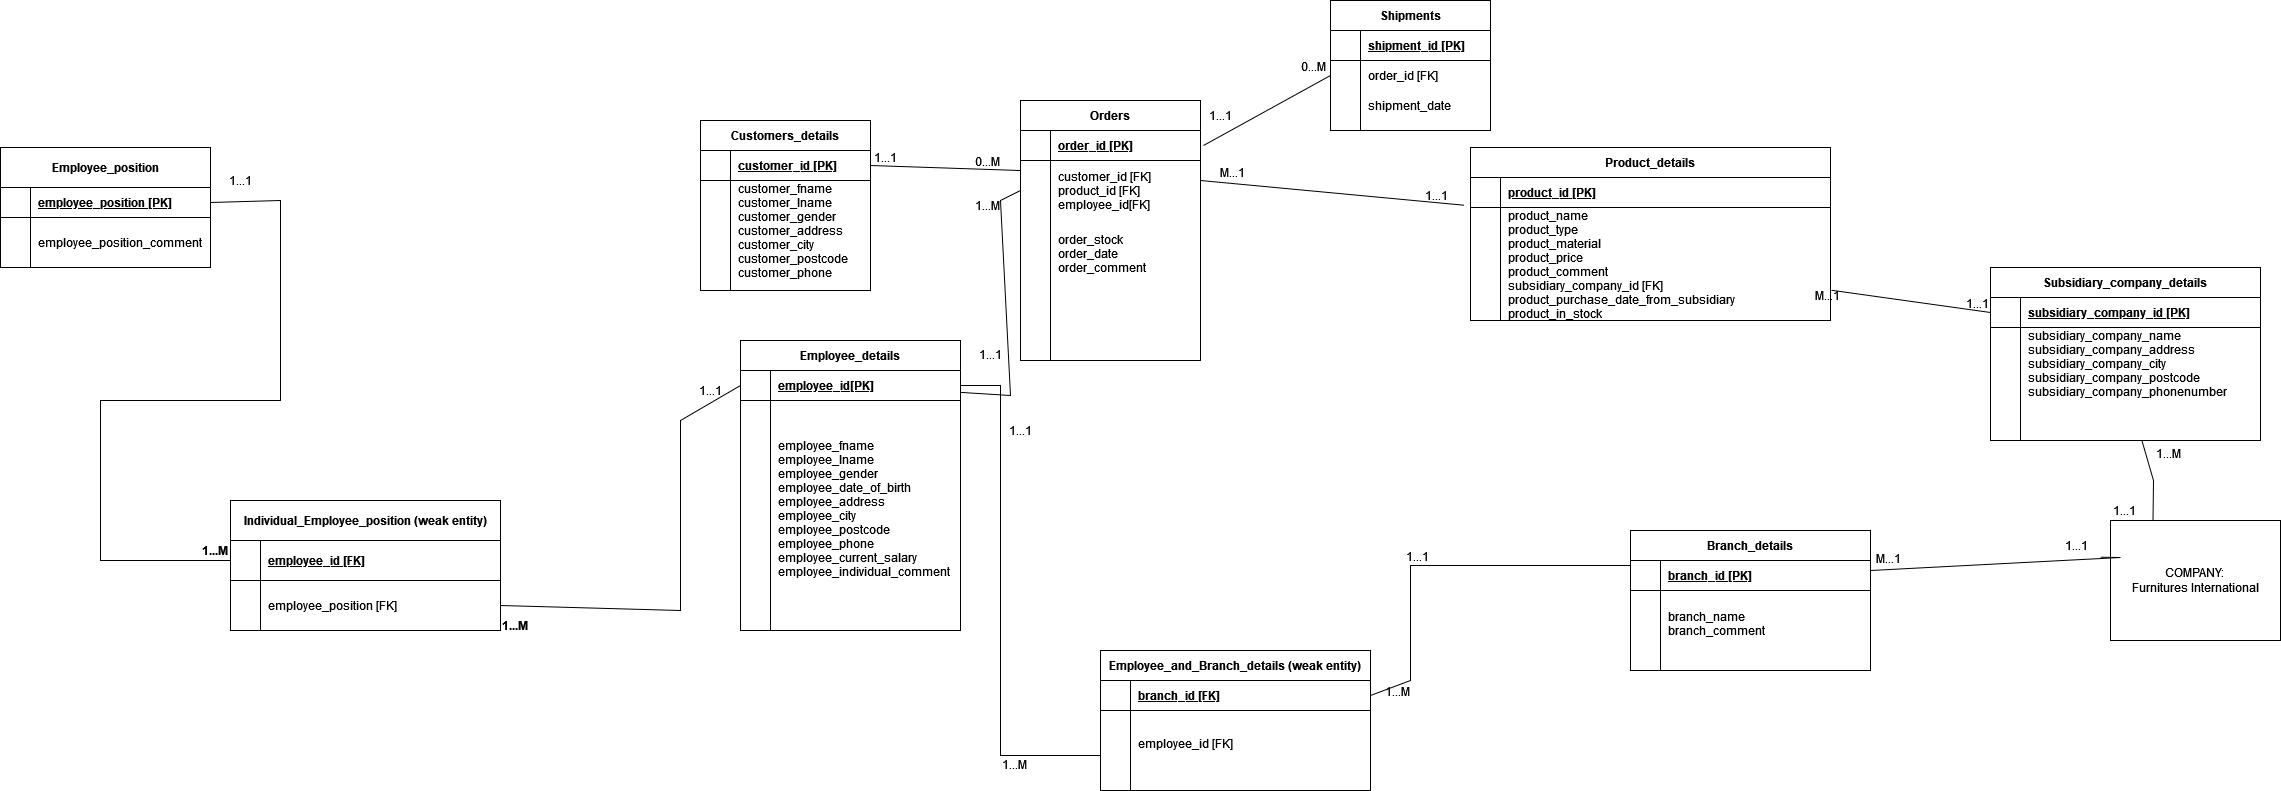 Shipments
shipment_id [PK]
order_id [FK]
shipment_date
0...M
1...1
Orders
order_id [PK]
customer_id [FK]
product_id [FK]
employee_id[FK]
order_stock
order_date
order_comment
Customers_details
customer_id [PK]
customer_fname
customer_lname
customer_gender
customer_address
customer_city
customer_postcode
customer_phone
1...1
0...M
1...M
M...1
1...1
Product_details
product_id [PK]
product_name
product_type
product_material
product_price
product_comment
subsidiary_company_id [FK]
product_purchase_date_from_subsidiary
product_in_stock
M...1
1...1
Employee_position
employee_position [PK]
employee_position_comment
1...1
Subsidiary_company_details
subsidiary_company_id [PK]
subsidiary_company_name
subsidiary_company_address
subsidiary_company_city
subsidiary_company_postcode
subsidiary_company_phonenumber
1...M
1...1
Employee_details
employee_id[PK]
employee_fname
employee_lname
employee_gender
employee_date_of_birth
employee_address
employee_city
employee_postcode
employee_phone
employee_current_salary
employee_individual_comment
1...1
1...1
1...1
Individual_Employee_position (weak entity)
employee_id [FK]
employee_position [FK]
1...M
1...M
Branch_details
branch_id [PK]
branch_name
branch_comment
1...1
M...1
1...1
COMPANY:
Furnitures International
Employee_and_Branch_details (weak entity)
branch_id [FK]
employee_id [FK]
1...M
1...M